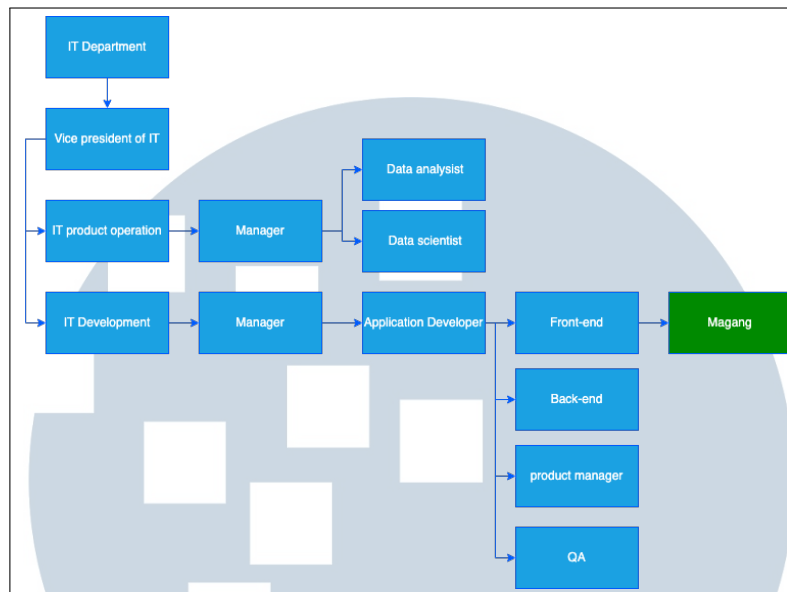 IT Department
Vice president of IT
Data analyst
IT product operation
Manager
Data scientist
IT Development
Manager
Application Developer
Front-end
Magang
Back-end
product manager
QA